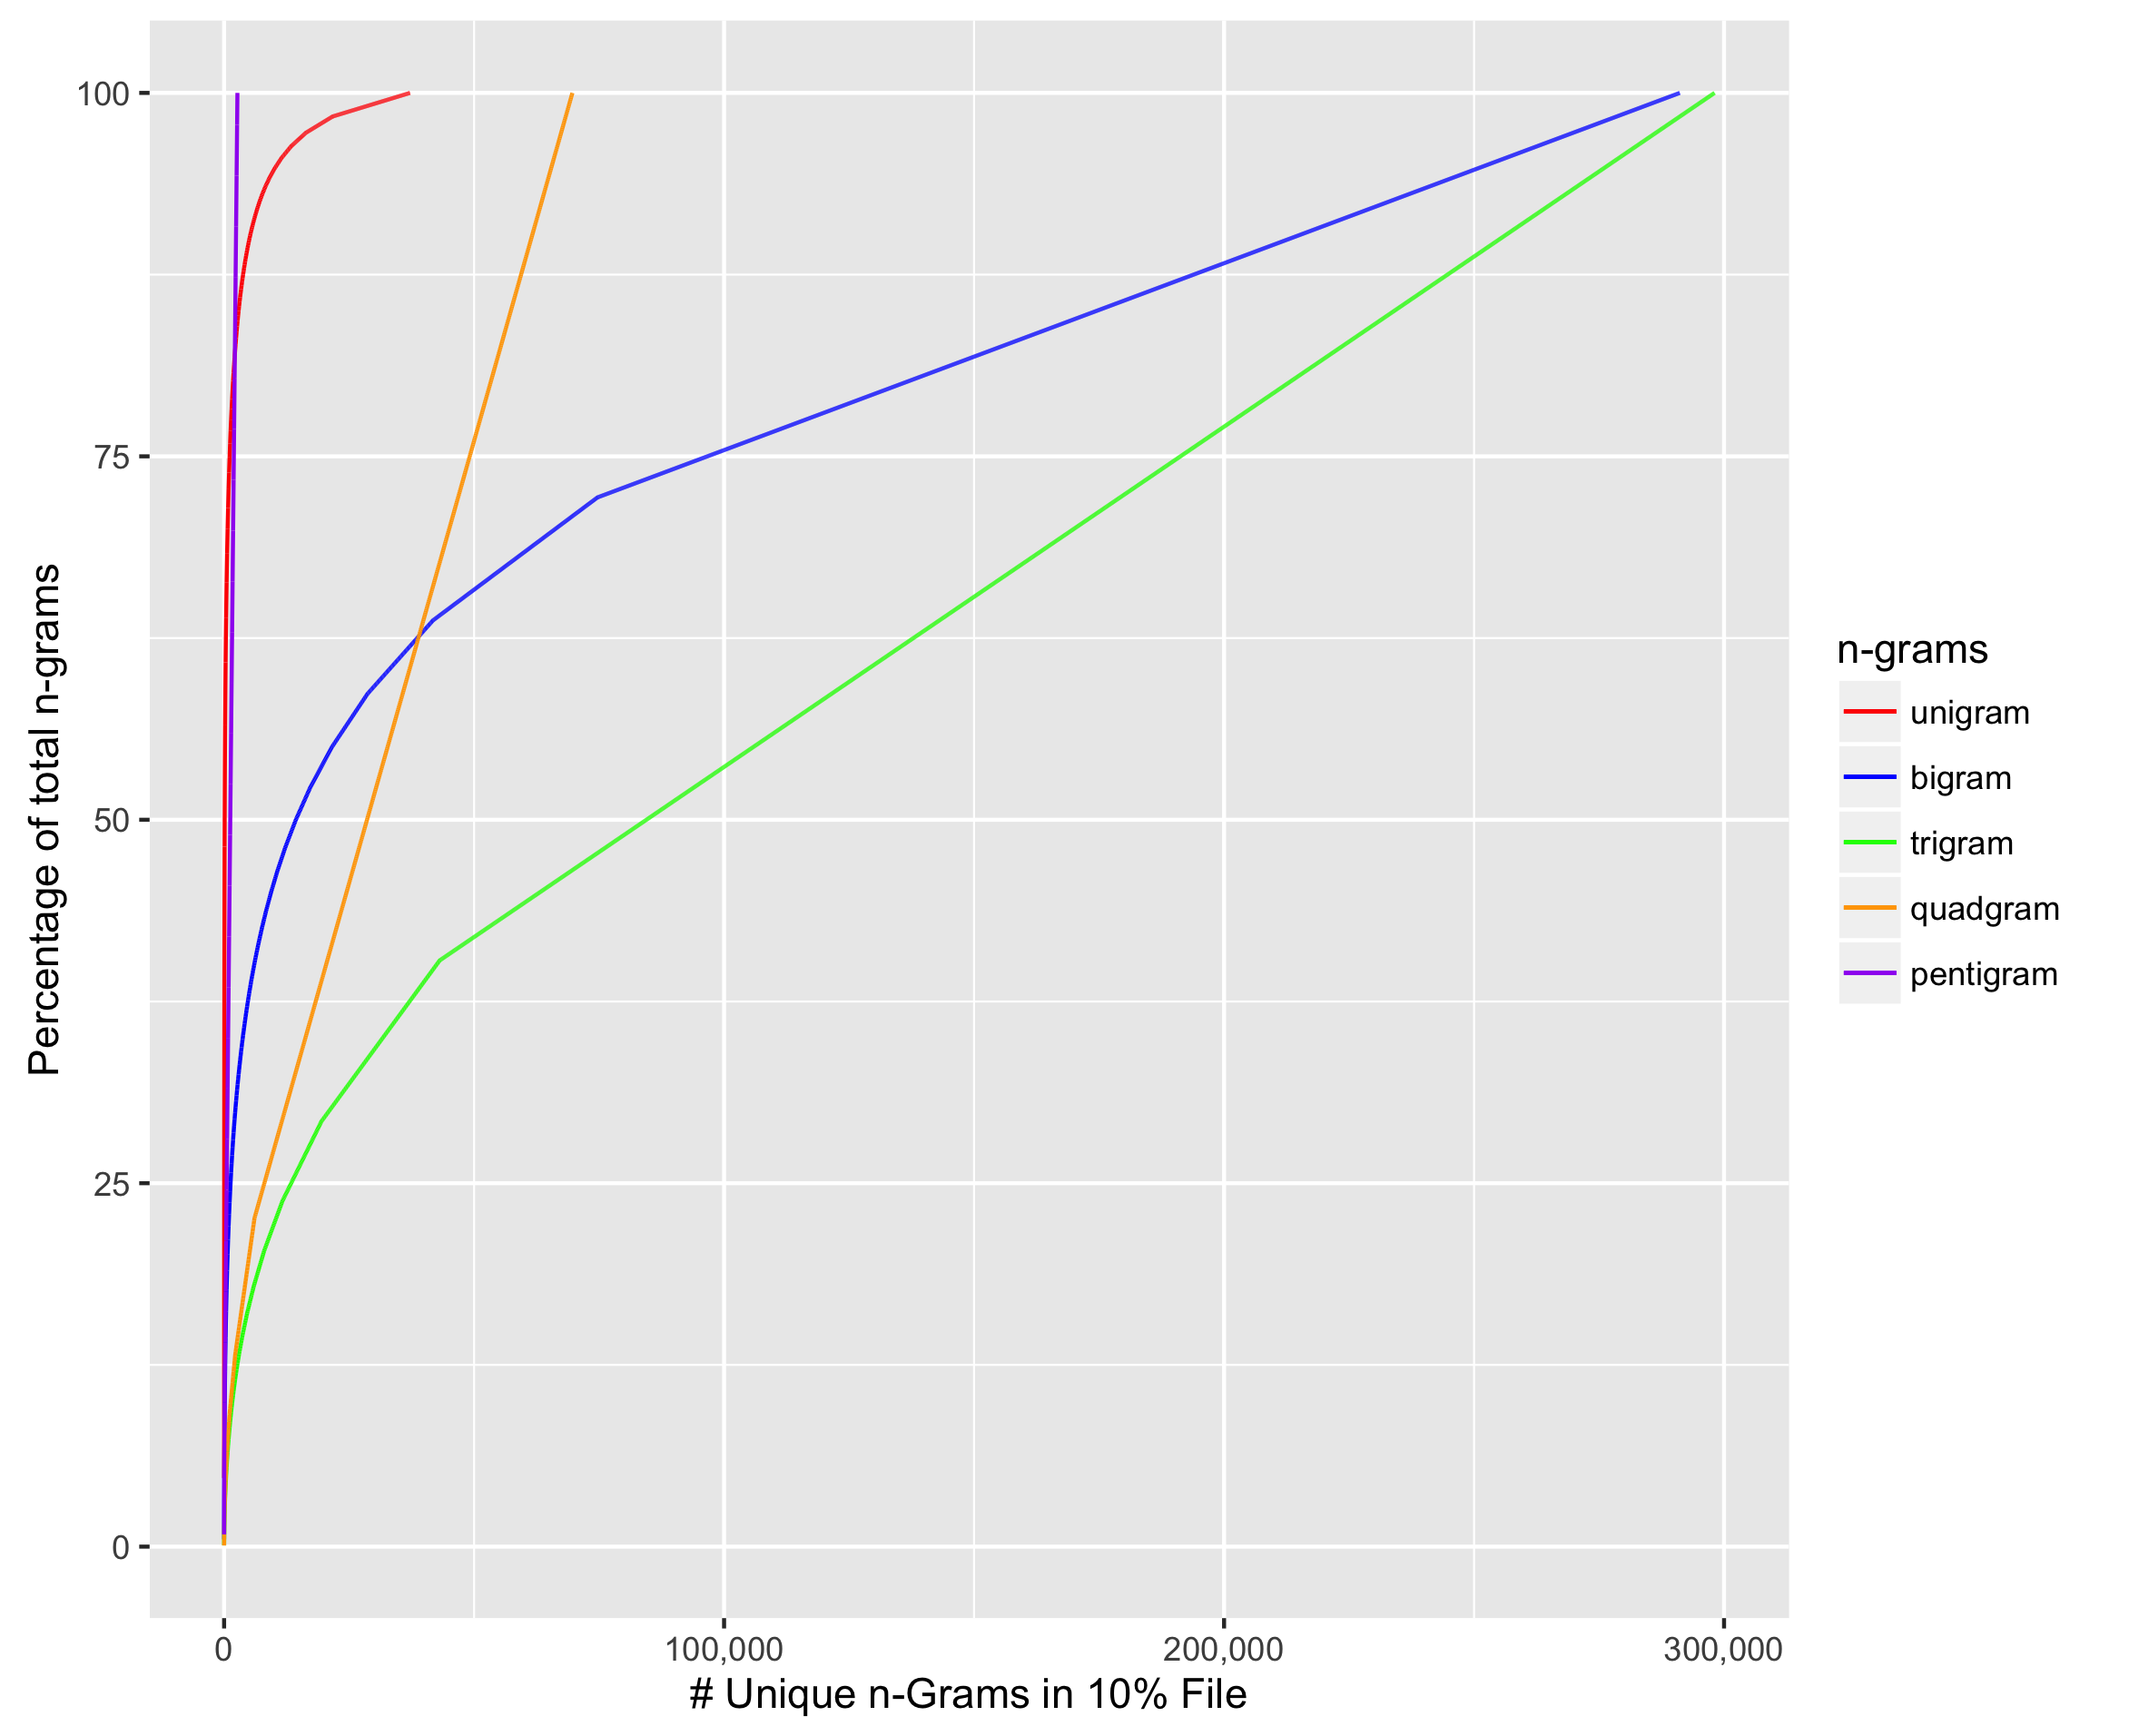 Percentage of total n-grams
100
75
50
25
0
0
100,000
200,000
300,000
# Unique n-Grams in 10% File
n-grams
unigram
bigram
trigram
quadgram
pentigram